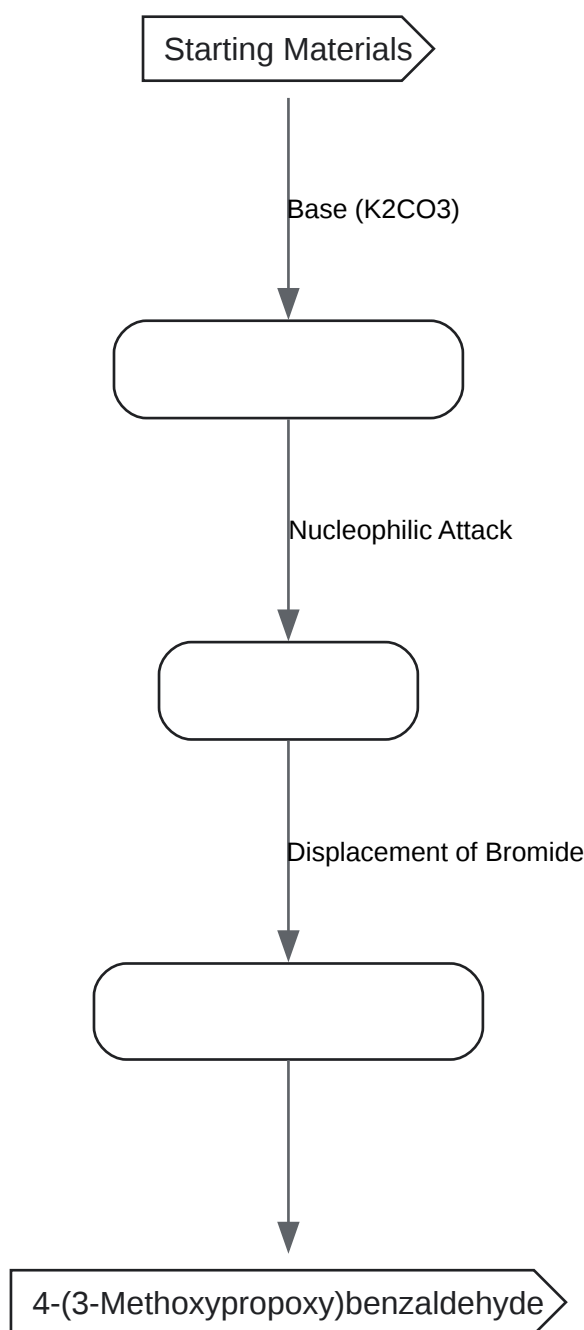 Starting Materials
Base (K2CO3)
Nucleophilic Attack
Displacement of Bromide
4-(3-Methoxypropoxy)benzaldehyde